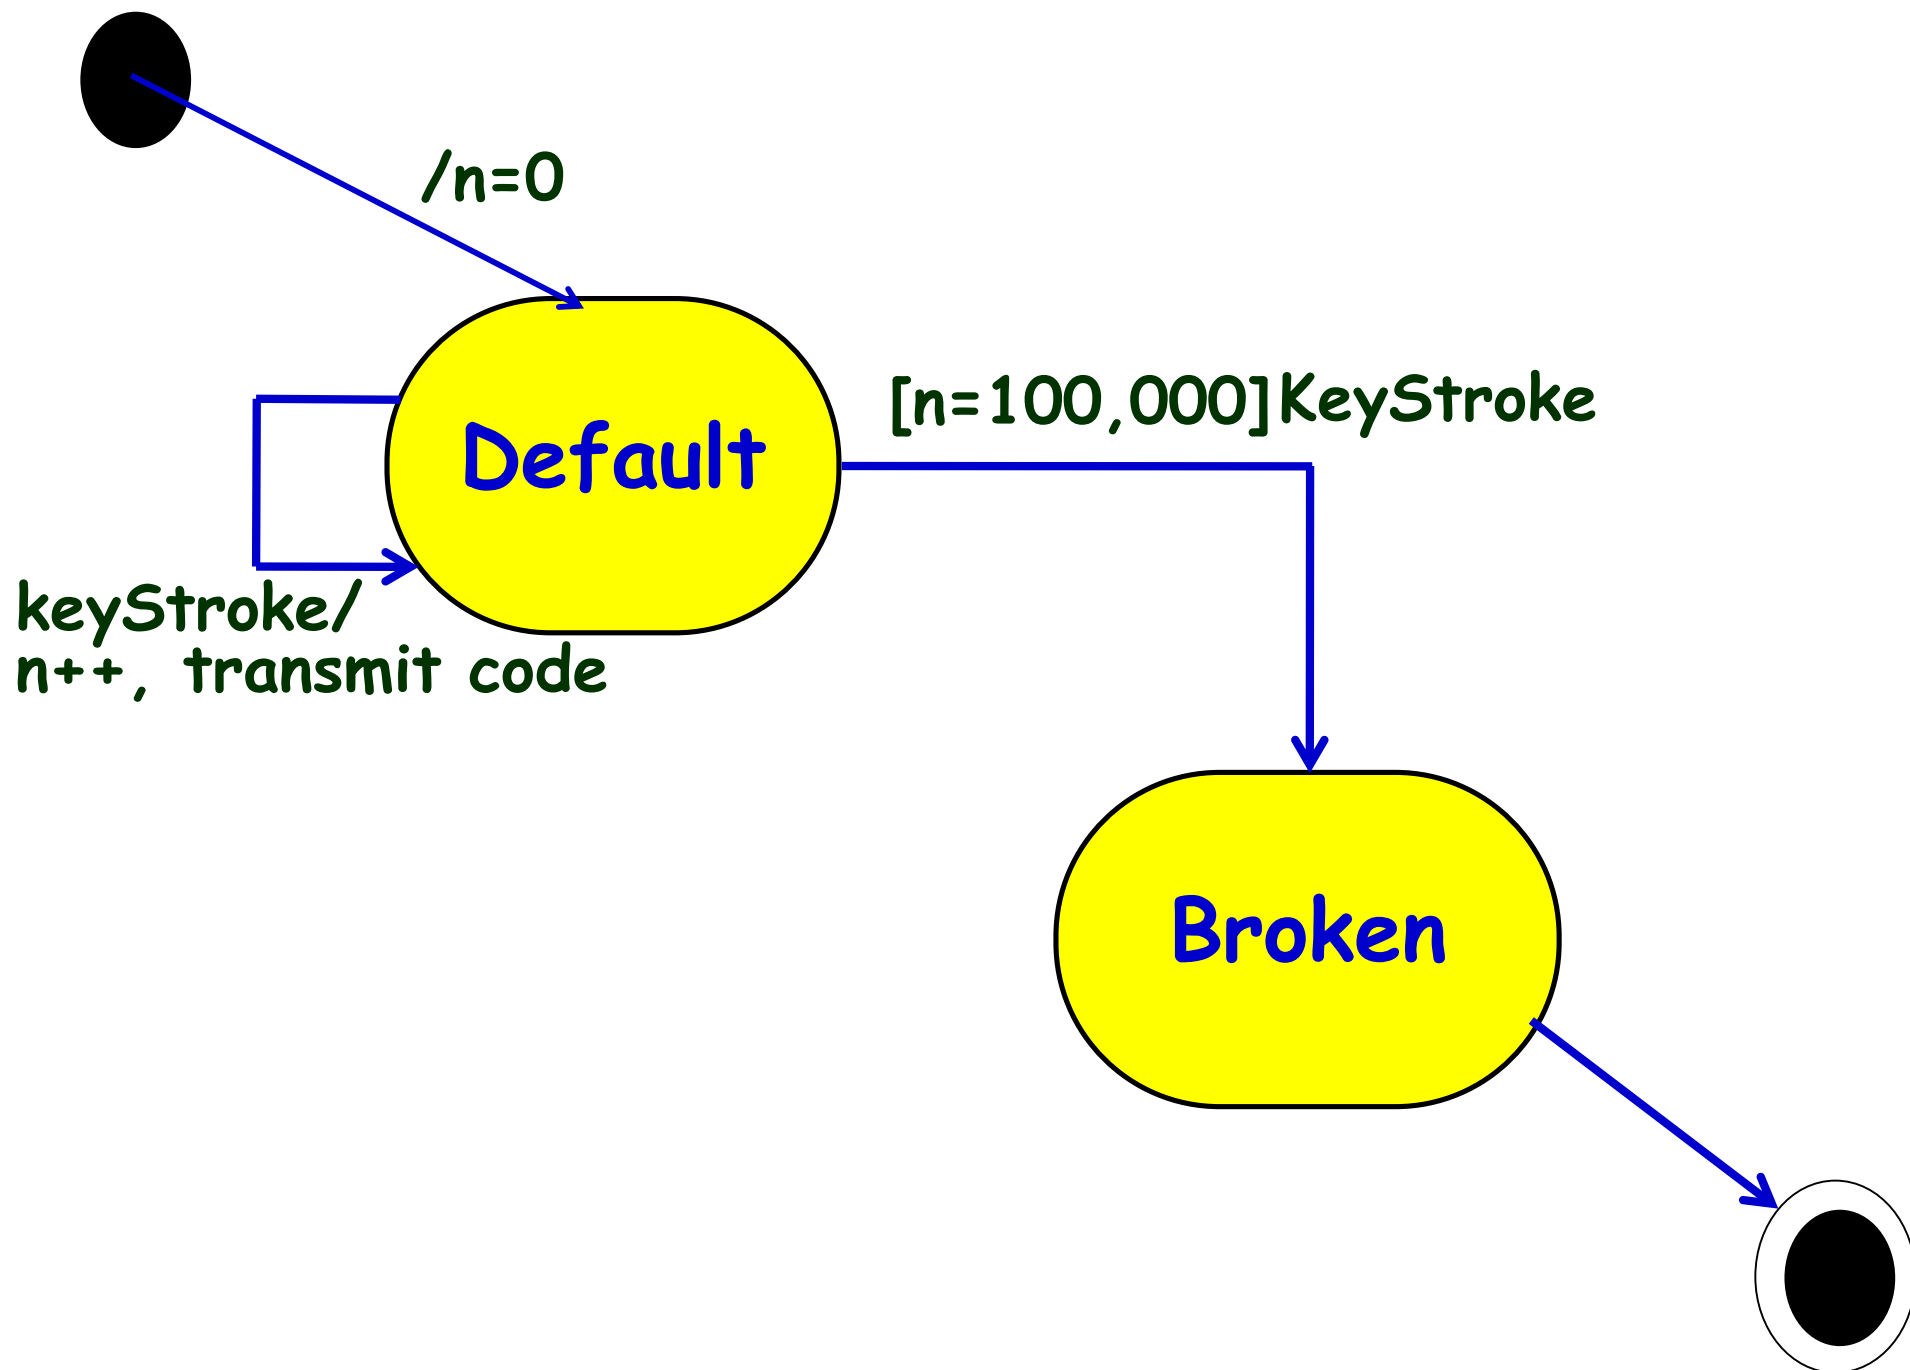 /n=0
[n=100,000]KeyStroke
Default
keyStroke/
n++, transmit code
Broken